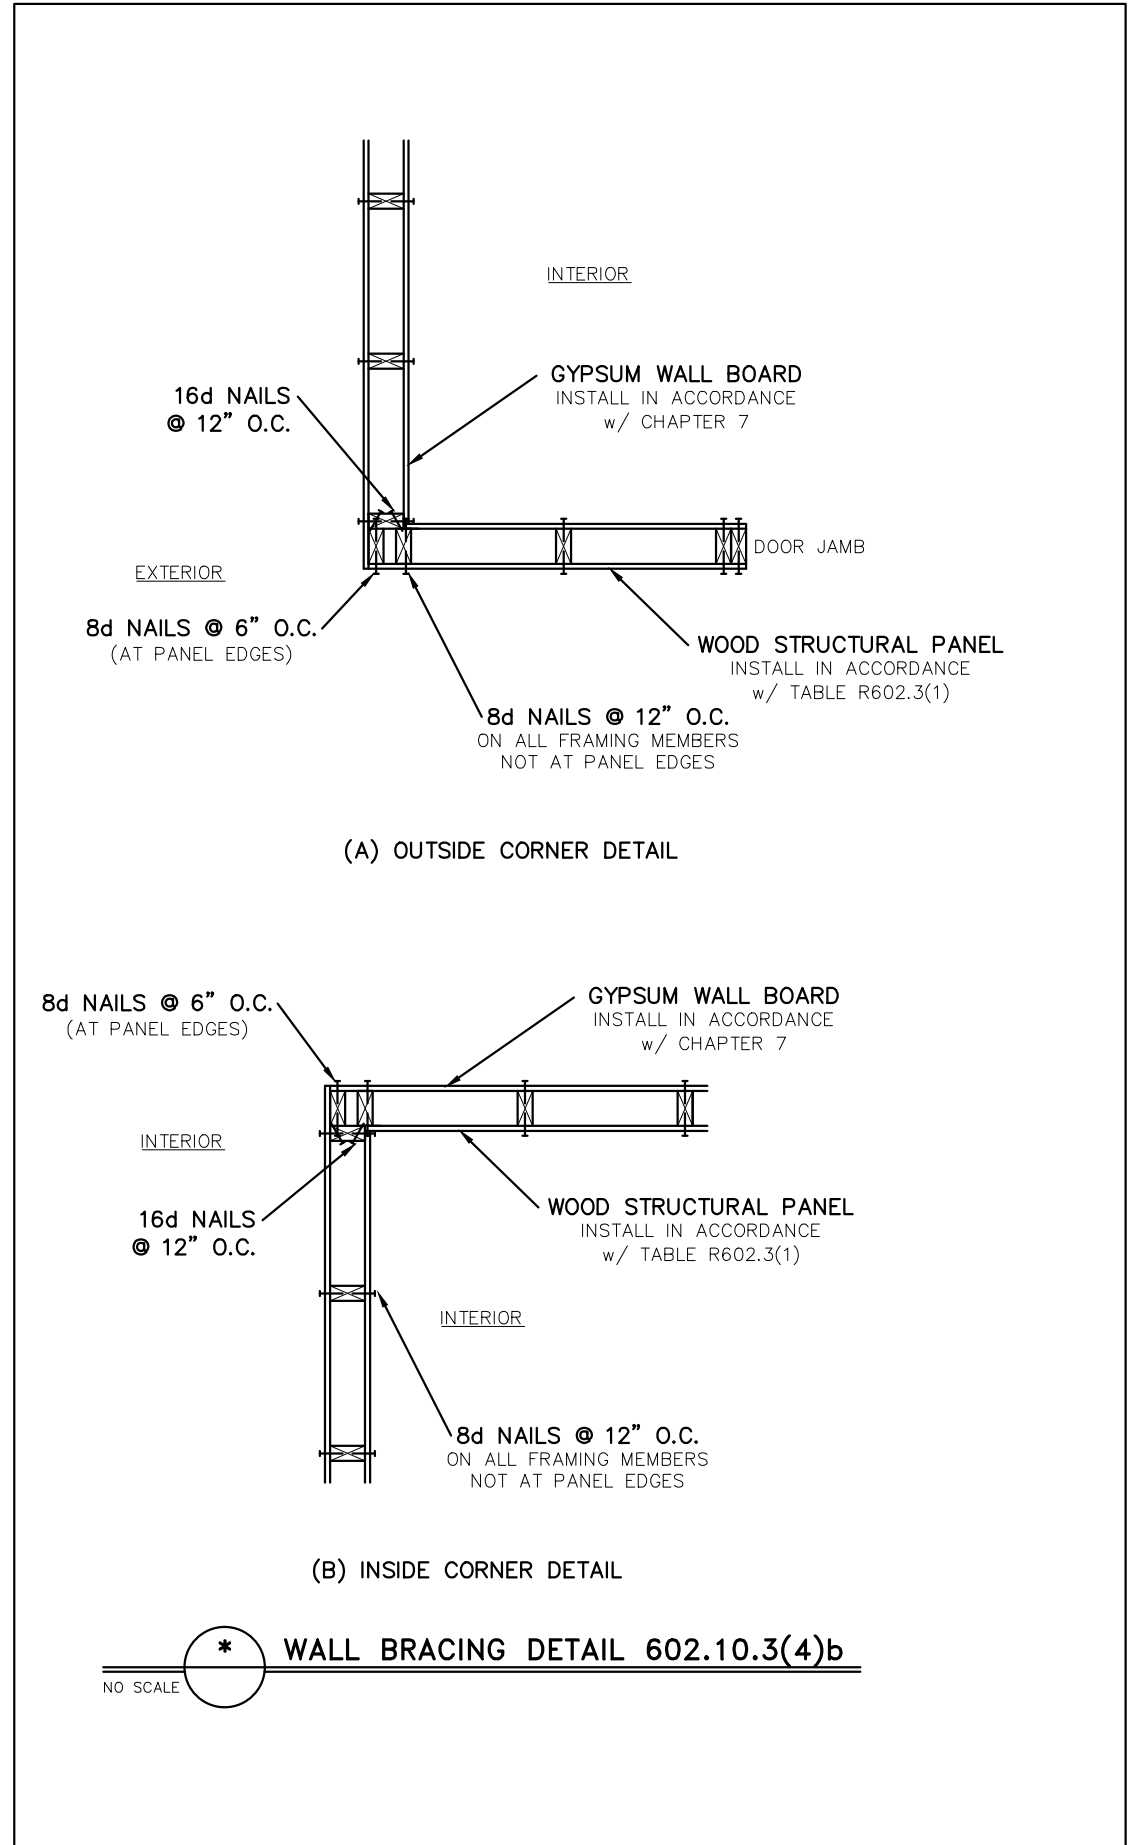 INTERIOR
GYPSUM WALL BOARD
INSTALL IN ACCORDANCE
w/ CHAPTER 7
16d NAILS
@ 12" O.C.
DOOR JAMB
EXTERIOR
8d NAILS @ 6" O.C.
(AT PANEL EDGES)
WOOD STRUCTURAL PANEL
INSTALL IN ACCORDANCE
w/ TABLE R602.3(1)
8d NAILS @ 12" O.C.
ON ALL FRAMING MEMBERS
NOT AT PANEL EDGES
(A) OUTSIDE CORNER DETAIL
8d NAILS @ 6" O.C.
(AT PANEL EDGES)
GYPSUM WALL BOARD
INSTALL IN ACCORDANCE
w/ CHAPTER 7
INTERIOR
16d NAILS
@ 12" O.C.
WOOD STRUCTURAL PANEL
INSTALL IN ACCORDANCE
w/ TABLE R602.3(1)
INTERIOR
8d NAILS @ 12" O.C.
ON ALL FRAMING MEMBERS
NOT AT PANEL EDGES
(B) INSIDE CORNER DETAIL
* WALL BRACING DETAIL 602.10.3(4)b
NO SCALE